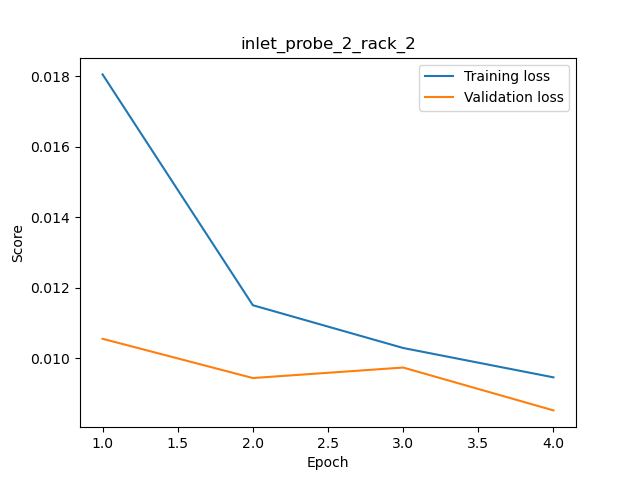 inlet_probe_2_rack_2
Training loss
Validation loss
Score
0.018
0.016
0.014
0.012
0.010
1.0 1.5 2.0 2.5 3.0 3.5 4.0
Epoch